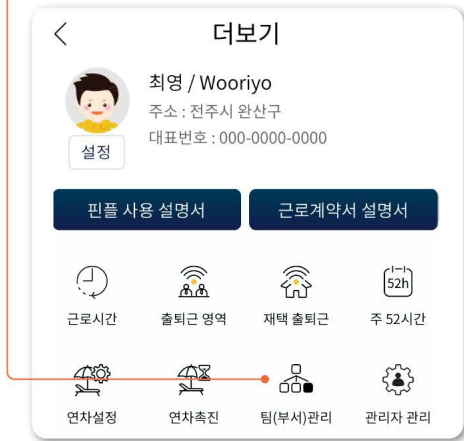 더보기
최영 / Wooriyo
주소 : 전주시 완산구
대표번호 : 000-0000-0000
설정
핀플 사용 설명서 근로계약서 설명서
52h
근로시간 출퇴근 영역 재택 출퇴근 주 52시간
연차설정 연차촉진 팀(부서)관리 관리자 관리